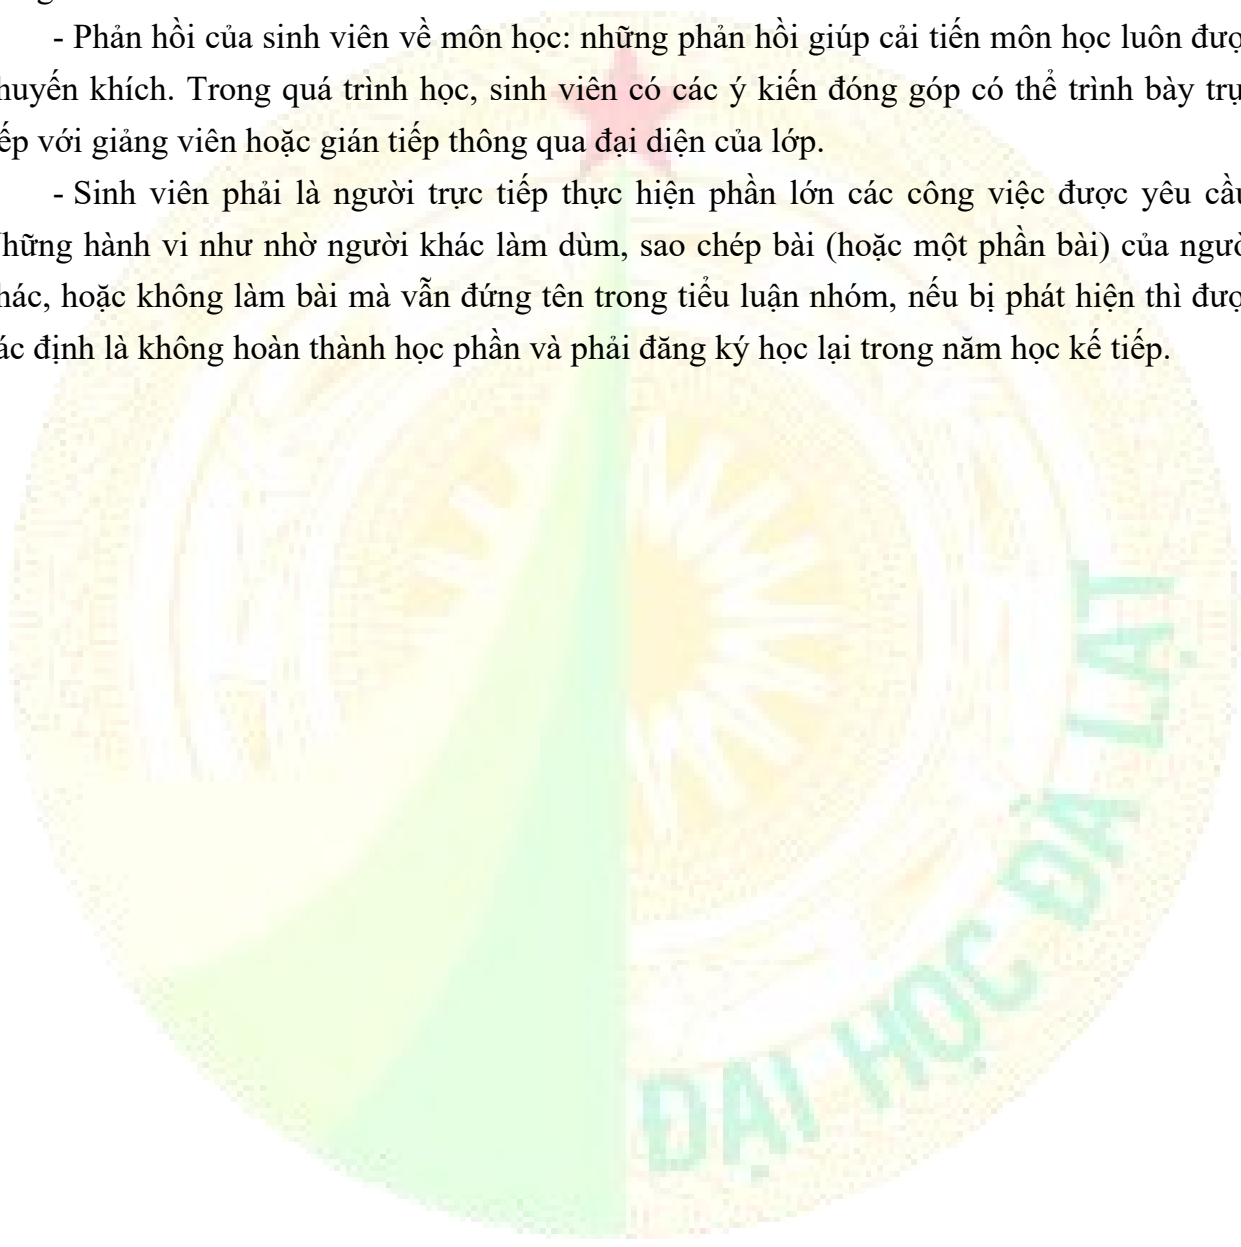 - Phản hồi của sinh viên về môn học: những phản hồi giúp cải tiến môn học luôn đượ
huyến khích. Trong quá trình học, sinh viên có các ý kiến đóng góp có thể trình bày trự
ếp với giảng viên hoặc gián tiếp thông qua đại diện của lớp.
- Sinh viên phải là người trực tiếp thực hiện phần lớn các công việc được yêu cầu
hững hành vi như nhờ người khác làm dùm, sao chép bài (hoặc một phần bài) của ngườ
hác, hoặc không làm bài mà vẫn đứng tên trong tiểu luận nhóm, nếu bị phát hiện thì đượ
ác định là không hoàn thành học phần và phải đăng ký học lại trong năm học kế tiếp.
ĐẠI HỌC ĐÀ LẠT